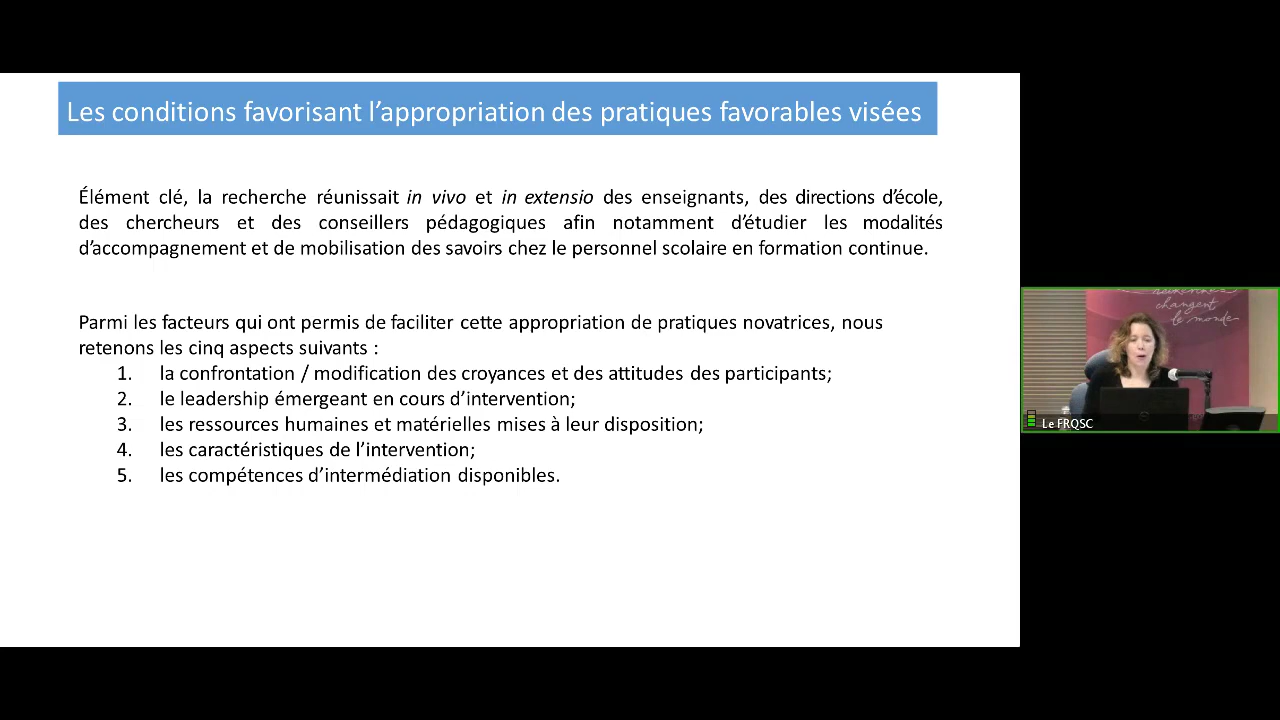 Les conditions favorisant l’appropriation des pratiques favorables visées
Élément clé, la recherche réunissait in vivo et in extensio des enseignants, des directions d’école,
des chercheurs et des conseillers pédagogiques afin notamment d’étudier les modalités
d’accompagnement et de mobilisation des savoirs chez le personnel scolaire en formation continue.
Parmi les facteurs qui ont permis de faciliter cette appropriation de pratiques novatrices, nous
retenons les cinq aspects suivants :
1. la confrontation / modification des croyances et des attitudes des participants;
2. le leadership émergeant en cours d’intervention;
3. les ressources humaines et matérielles mises à leur disposition;
4. les caractéristiques de l’intervention;
5. les compétences d’intermédiation disponibles.
changent
le monde
Le FRQSC